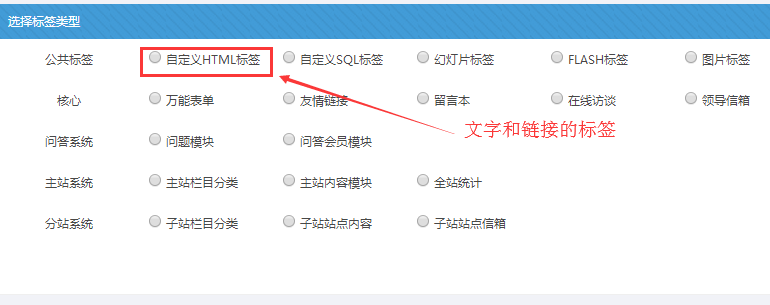 选择标签类型
公共标签 自定义HTML标签 自定义SQL标签 幻灯片标签 FLASH标签 图片标签
核心 万能表单 友情链接 留言本 在线访谈 领导信箱
文字和链接的标签
问答系统 问题模块 问答会员模块
主站系统 主站栏目分类 主站内容模块 全站统计
分站系统 子站栏目分类 子站站点内容 子站站点信箱